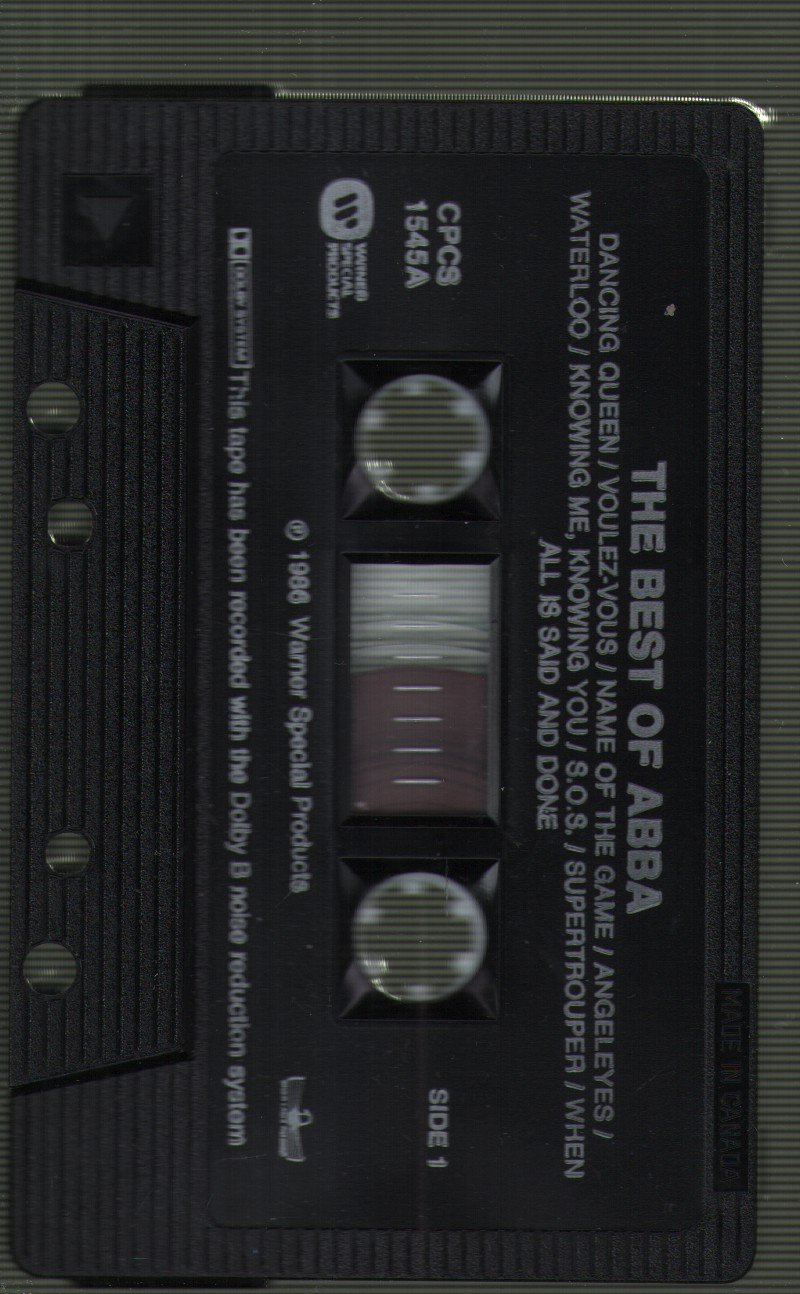 MADE IN CANADA
THE BEST OF ABBA
DANCING QUEEN / VOULEZ-VOUS / NAME OF THE GAME / ANGELEYES /
WATERLOO / KNOWING ME, KNOWING YOU / S.O.S. / SUPERTROUPER / WHEN
ALL IS SAID AND DONE
CPCS
1545A
SIDE 1
WARNER
SPECIAL
PRODUCTS
℗ 1986 Warner Special Products
DOLBY SYSTEM
This tape has been recorded with the Dolby B noise reduction system